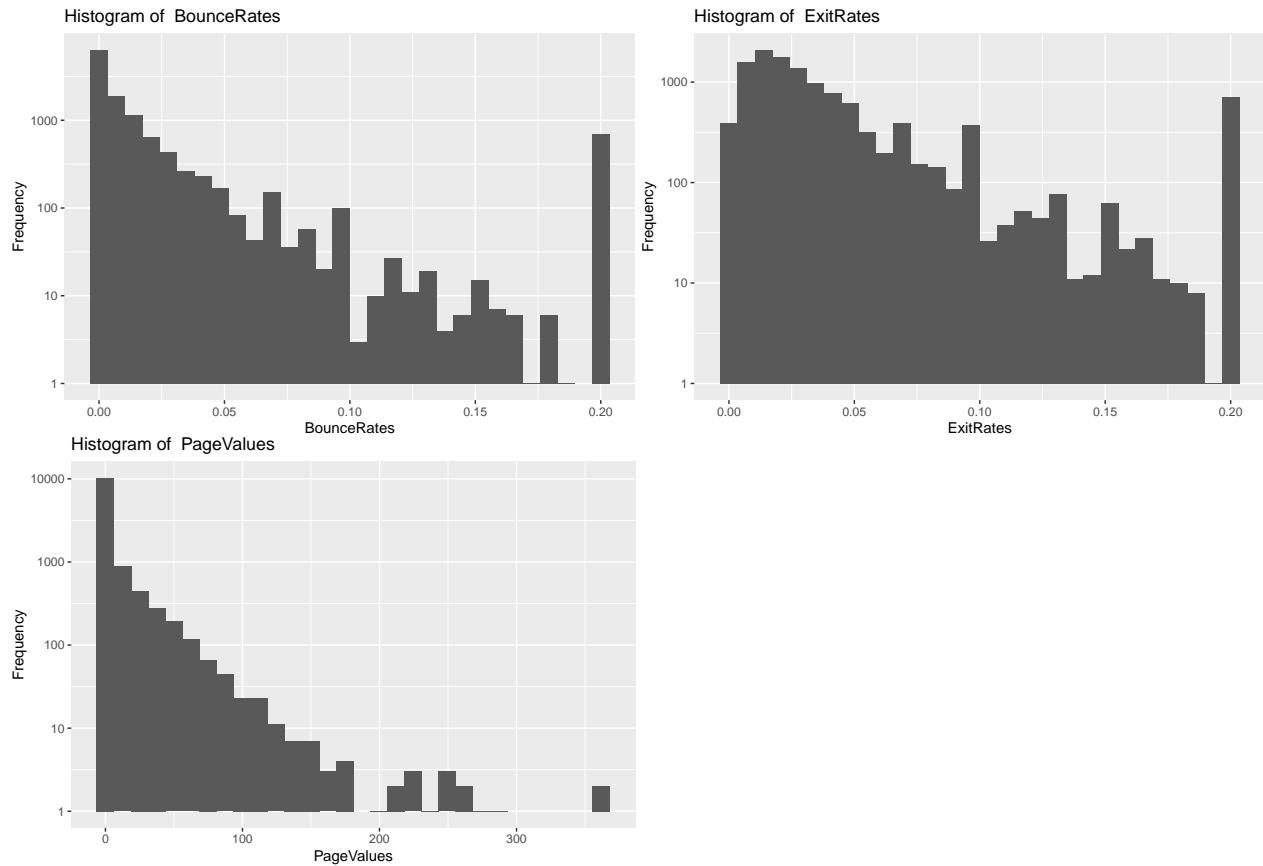 Histogram of  BounceRates
Frequency
1000
100
10
1
0.00 0.05 0.10 0.15 0.20
BounceRates
Histogram of  ExitRates
Frequency
1000
100
10
1
0.00 0.05 0.10 0.15 0.20
ExitRates
Histogram of  PageValues
Frequency
10000
1000
100
10
1
0 100 200 300
PageValues